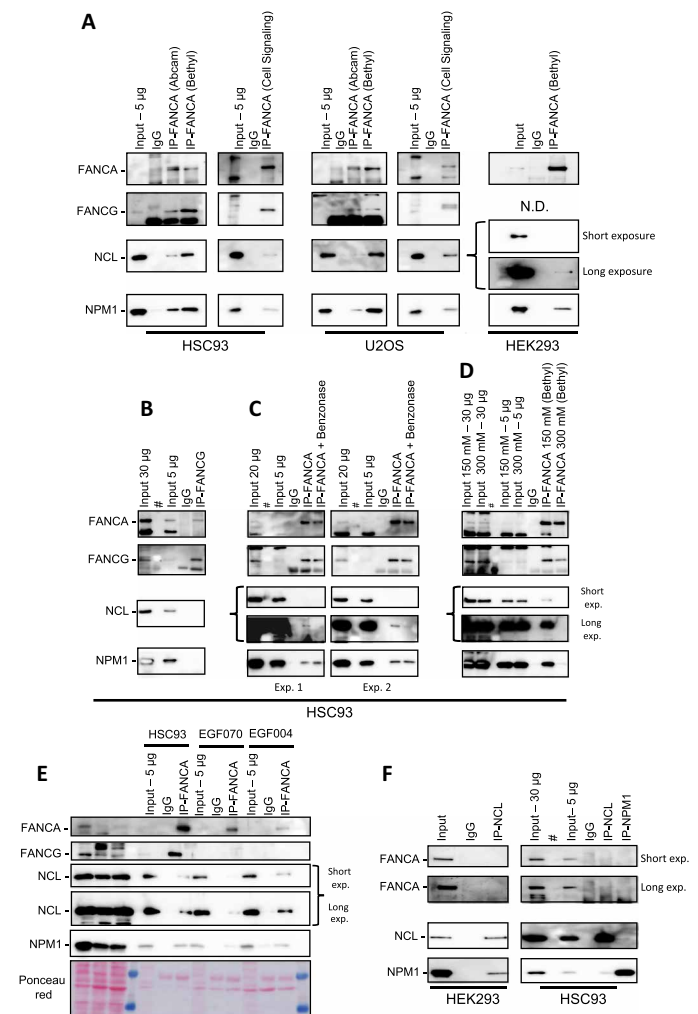 A
Input – 5 µg
IgG
IP-FANCA (Abcam)
IP-FANCA (Bethyl)
Input – 5 µg
IgG
IP-FANCA (Cell Signaling)
Input – 5 µg
IgG
IP-FANCA (Abcam)
IP-FANCA (Bethyl)
Input – 5 µg
IgG
IP-FANCA (Cell Signaling)
Input
IgG
IP-FANCA (Bethyl)
FANCA
FANCG
N.D.
NCL
Short exposure
Long exposure
NPM1
HSC93
U2OS
HEK293
B
Input 30 µg
#
Input 5 µg
IgG
IP-FANCG
C
Input 20 µg
#
Input 5 µg
IgG
IP-FANCA
IP-FANCA + Benzonase
Input 20 µg
#
Input 5 µg
IgG
IP-FANCA
IP-FANCA + Benzonase
D
Input 150 mM – 30 µg
Input 300 mM – 30 µg
#
Input 150 mM – 5 µg
Input 300 mM – 5 µg
IgG
IP-FANCA 150 mM (Bethyl)
IP-FANCA 300 mM (Bethyl)
FANCA
FANCG
NCL
Short
exp.
Long
exp.
NPM1
Exp. 1
Exp. 2
HSC93
E
HSC93
EGF070
EGF004
Input – 5 µg
IgG
IP-FANCA
Input – 5 µg
IgG
IP-FANCA
Input – 5 µg
IgG
IP-FANCA
FANCA
FANCG
NCL
Short
exp.
NCL
Long
exp.
NPM1
Ponceau
red
F
Input
IgG
IP-NCL
Input – 30 µg
#
Input– 5 µg
IgG
IP-NCL
IP-NPM1
FANCA
Short exp.
FANCA
Long exp.
NCL
NPM1
HEK293
HSC93